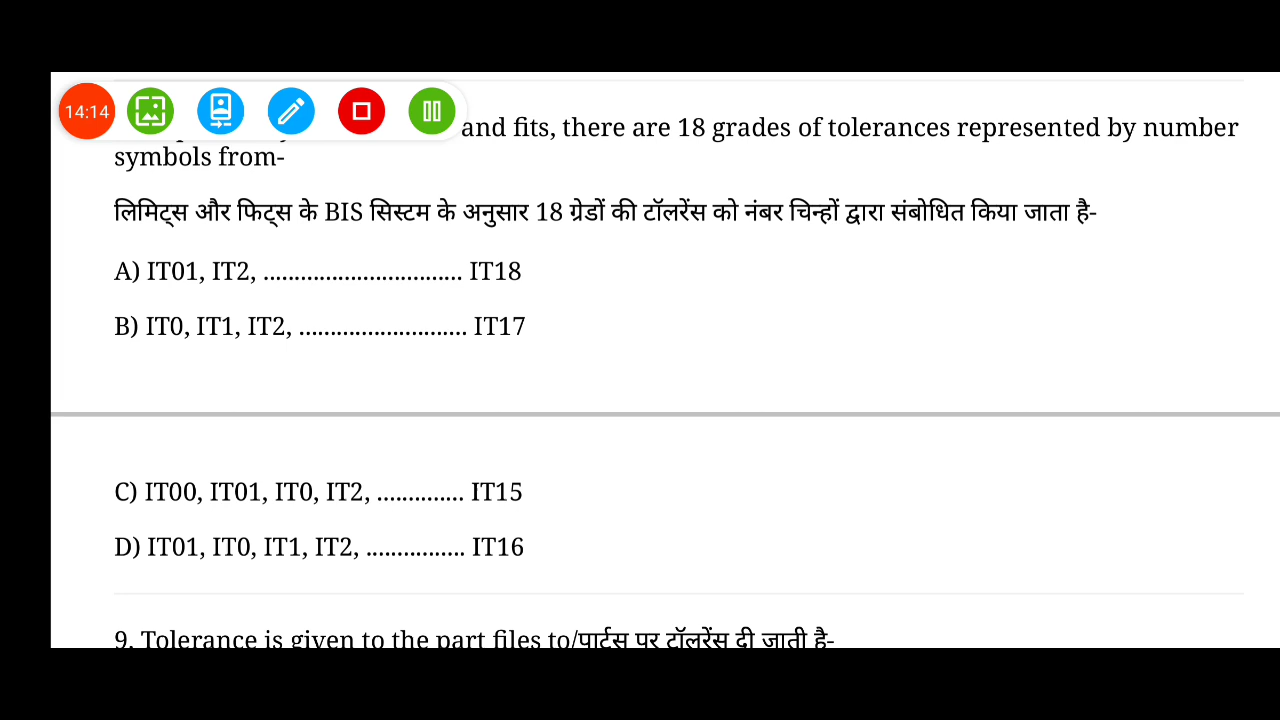 14:14
and fits, there are 18 grades of tolerances represented by number
symbols from-
लिमिट्स और फिट्स के BIS सिस्टम के अनुसार 18 ग्रेडों की टॉलरेंस को नंबर चिन्हों द्वारा संबोधित किया जाता है-
A) IT01, IT2, ................................ IT18
B) IT0, IT1, IT2, ........................... IT17
C) IT00, IT01, IT0, IT2, .............. IT15
D) IT01, IT0, IT1, IT2, ................ IT16
9. Tolerance is given to the part files to/पार्ट्स पर टॉलरेंस दी जाती है-